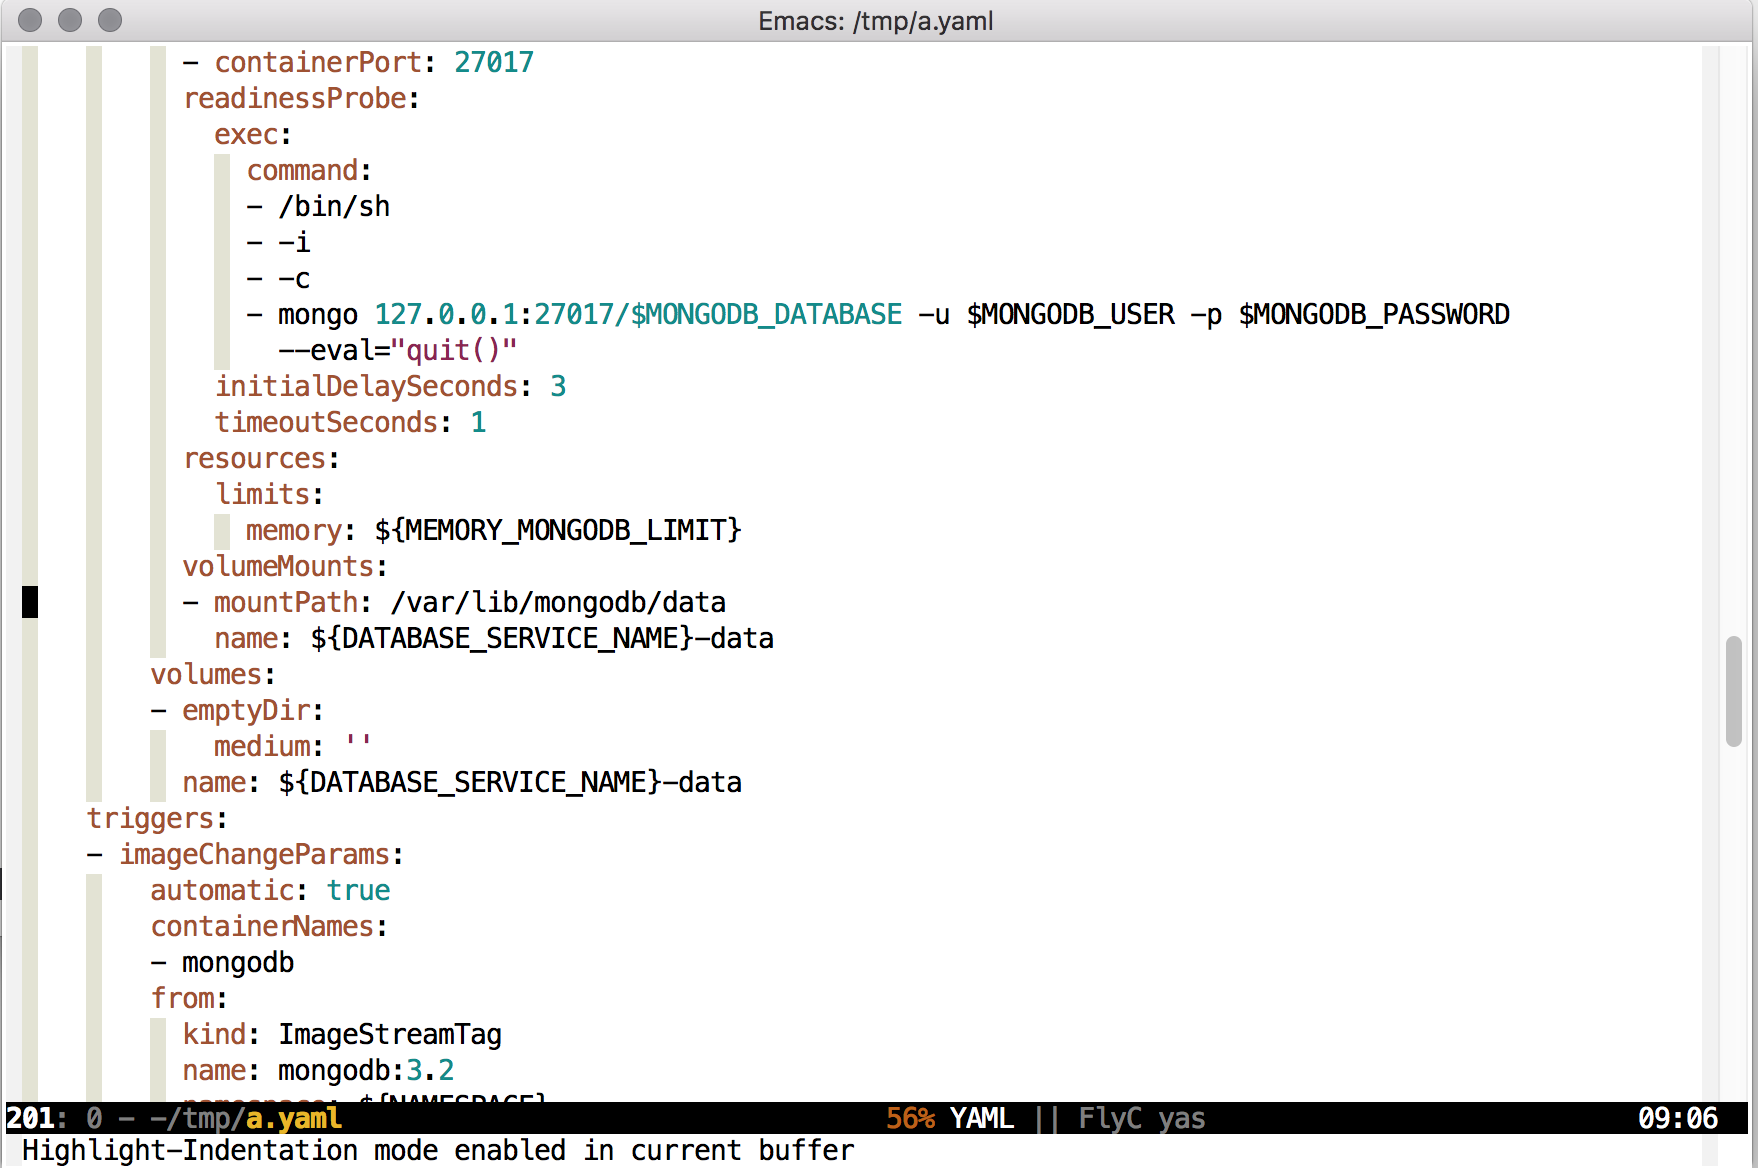 Emacs: /tmp/a.yaml
- containerPort: 27017
readinessProbe:
exec:
command:
- /bin/sh
- -i
- -c
- mongo 127.0.0.1:27017/$MONGODB_DATABASE -u $MONGODB_USER -p $MONGODB_PASSWORD
--eval="quit()"
initialDelaySeconds: 3
timeoutSeconds: 1
resources:
limits:
memory: ${MEMORY_MONGODB_LIMIT}
volumeMounts:
- mountPath: /var/lib/mongodb/data
name: ${DATABASE_SERVICE_NAME}-data
volumes:
- emptyDir:
medium: ''
name: ${DATABASE_SERVICE_NAME}-data
triggers:
- imageChangeParams:
automatic: true
containerNames:
- mongodb
from:
kind: ImageStreamTag
name: mongodb:3.2
namespace: ${NAMESPACE}
201: 0 - -/tmp/a.yaml 56% YAML || FlyC yas 09:06
Highlight-Indentation mode enabled in current buffer